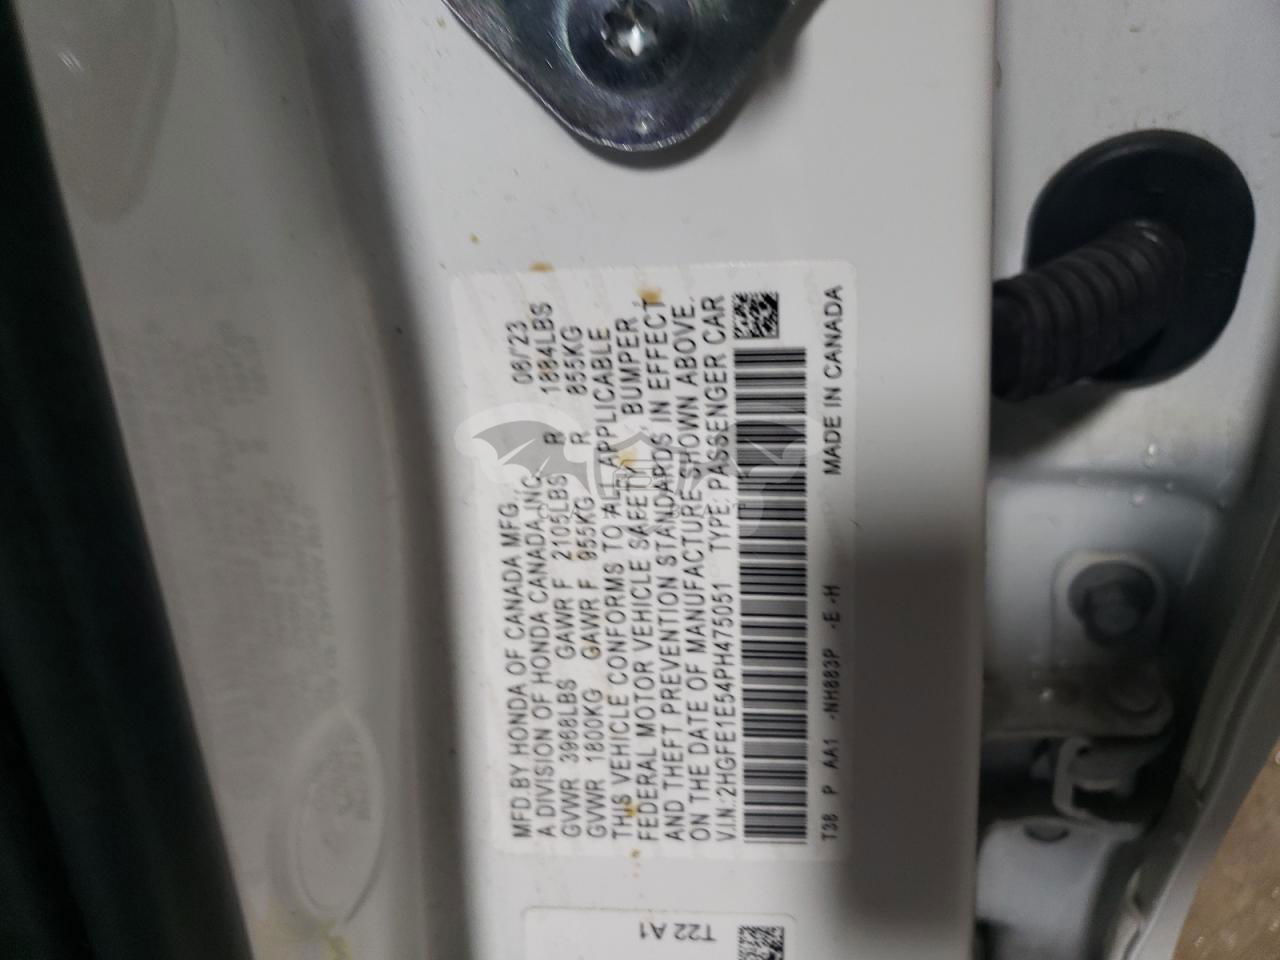 MFD.BY HONDA OF CANADA MFG., 08/'23
A DIVISION OF HONDA CANADA INC.
GVWR 3968LBS GAWR F 2105LBS R 1884LBS
GVWR 1800KG GAWR F 955KG R 855KG
THIS VEHICLE CONFORMS TO ALL APPLICABLE
FEDERAL MOTOR VEHICLE SAFETY, BUMPER,
AND THEFT PREVENTION STANDARDS IN EFFECT
ON THE DATE OF MANUFACTURE SHOWN ABOVE.
V.I.N.:2HGFE1E54PH475051 TYPE: PASSENGER CAR
T38 P AA1 -NH883P -E -H MADE IN CANADA
T22 A1